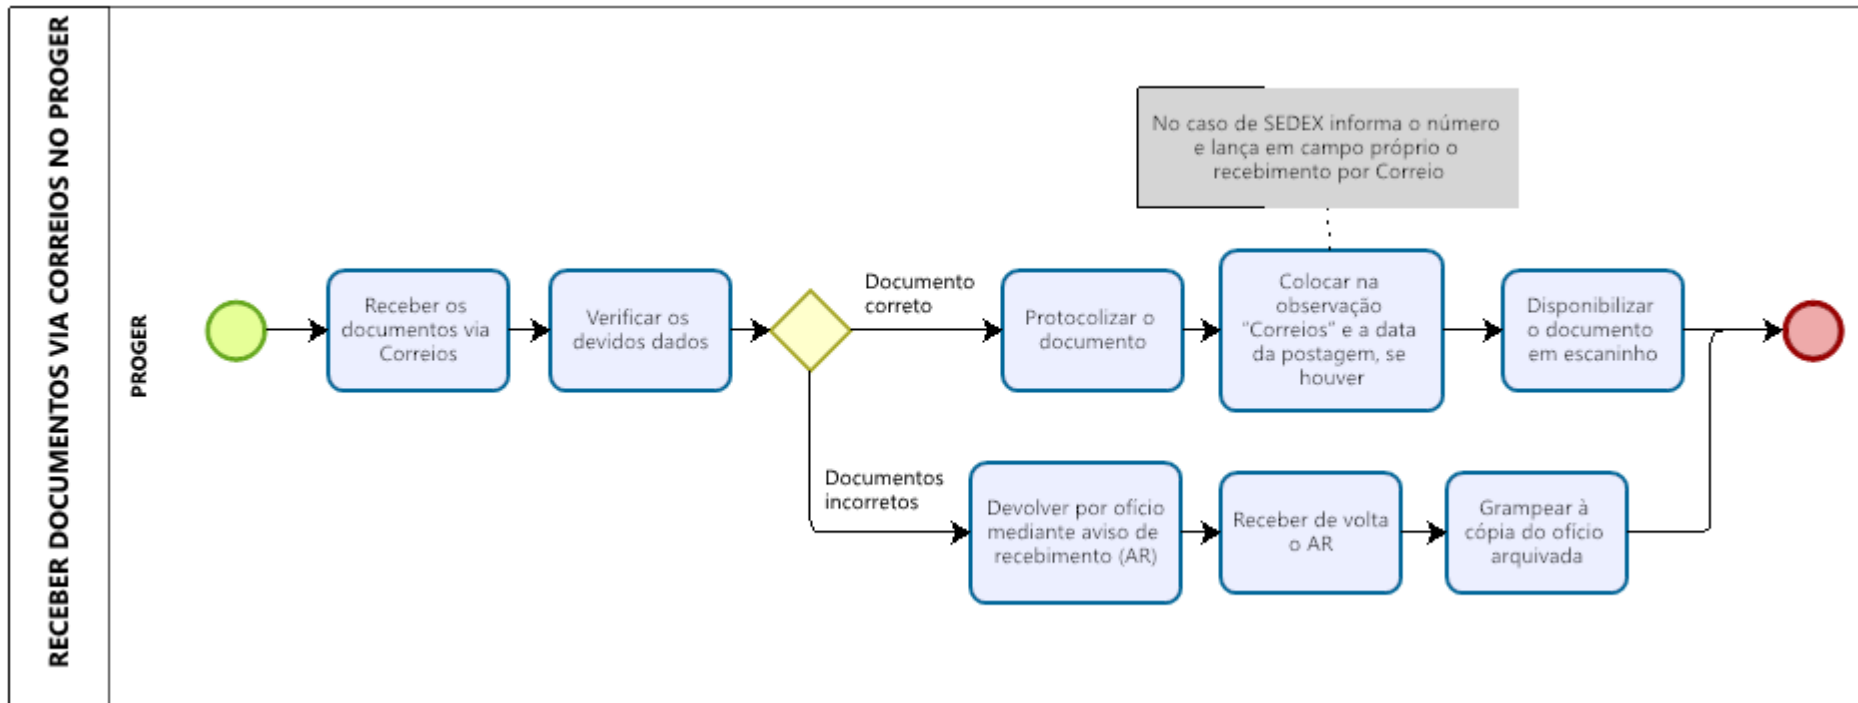 RECEBER DOCUMENTOS VIA CORREIOS NO PROGER
PROGER
Receber os
documentos via
Correios
Verificar os
devidos dados
Documento
correto
Protocolizar o
documento
No caso de SEDEX informa o número
e lança em campo próprio o
recebimento por Correio
Colocar na
observação
"Correios" e a data
da postagem, se
houver
Disponibilizar
o documento
em escaninho
Documentos
incorretos
Devolver por ofício
mediante aviso de
recebimento (AR)
Receber de volta
o AR
Grampear à
cópia do ofício
arquivada